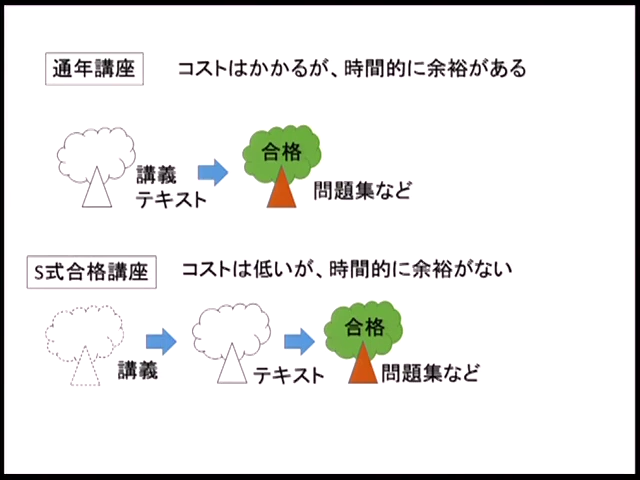 通年講座 コストはかかるが、時間的に余裕がある
合格
講義
テキスト
問題集など
S式合格講座 コストは低いが、時間的に余裕がない
合格
講義 テキスト 問題集など